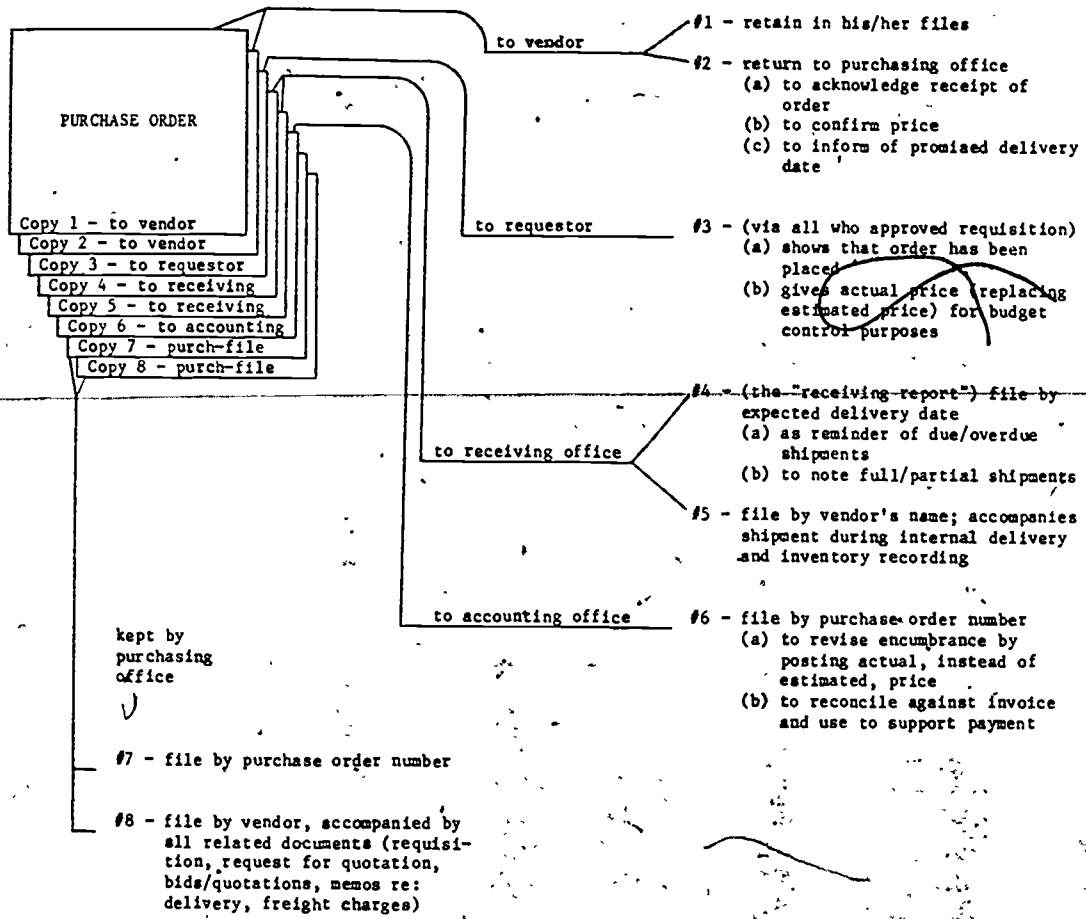 PURCHASE ORDER
Copy 1 - to vendor
Copy 2 - to vendor
Copy 3 - to requestor
Copy 4 - to receiving
Copy 5 - to receiving
Copy 6 - to accounting
Copy 7 - purch-file
Copy 8 - purch-file
to vendor
#1 - retain in his/her files
#2 - return to purchasing office
(a) to acknowledge receipt of
order
(b) to confirm price
(c) to inform of promised delivery
date
to requestor
#3 - (via all who approved requisition)
(a) shows that order has been
placed
(b) gives actual price (replacing
estimated price) for budget
control purposes
to receiving office
#4 - (the "receiving report") file by
expected delivery date
(a) as reminder of due/overdue
shipments
(b) to note full/partial shipments
#5 - file by vendor's name; accompanies
shipment during internal delivery
and inventory recording
to accounting office
#6 - file by purchase order number
(a) to revise encumbrance by
posting actual, instead of
estimated, price
(b) to reconcile against invoice
and use to support payment
kept by
purchasing
office
#7 - file by purchase order number
#8 - file by vendor, accompanied by
all related documents (requisi-
tion, request for quotation,
bids/quotations, memos re:
delivery, freight charges)